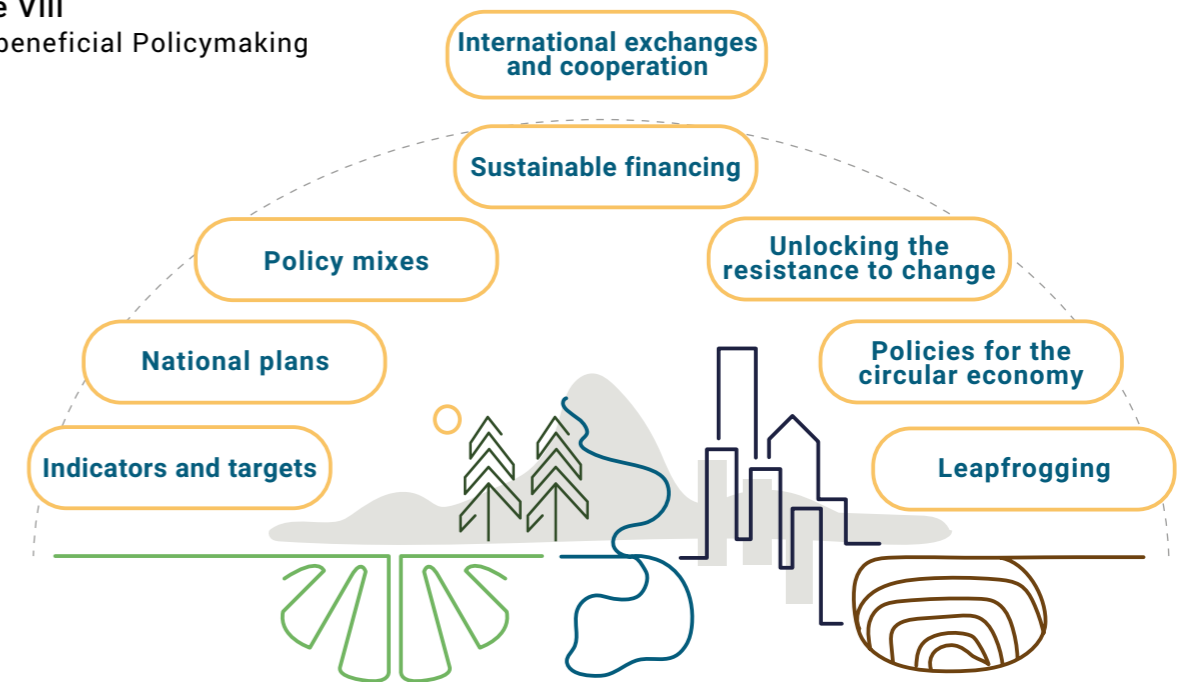 VIII
beneficial Policymaking
International exchanges
and cooperation
Sustainable financing
Policy mixes
Unlocking the
resistance to change
National plans
Policies for the
circular economy
Indicators and targets
Leapfrogging